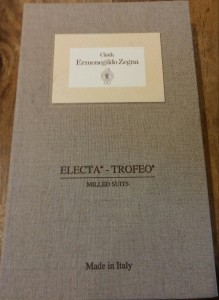 Cloth
Ermenegildo Zegna
ELECTA® - TROFEO®
MILLED SUITS
Made in Italy